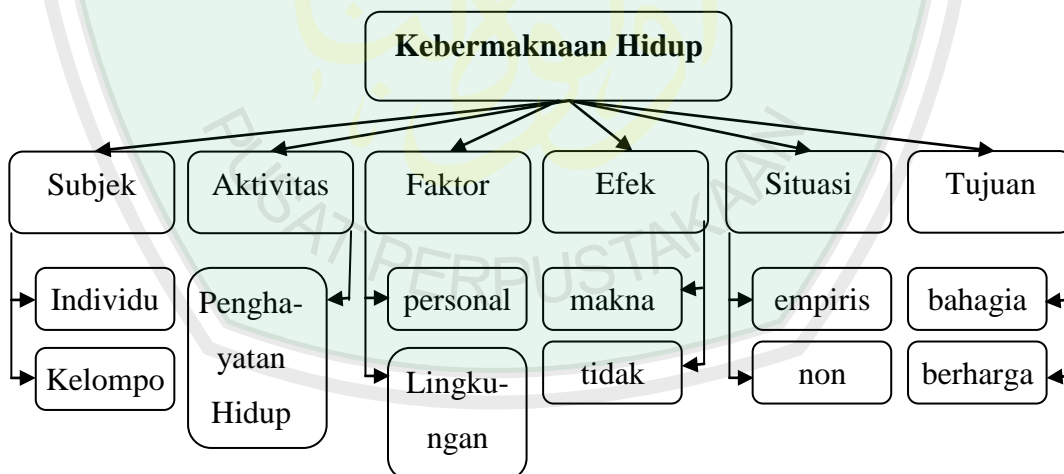 Kebermaknaan Hidup
Subjek
Aktivitas
Faktor
Efek
Situasi
Tujuan
Individu
Kelompo
Pengha-
yatan
Hidup
personal
Lingku-
ngan
makna
tidak
empiris
non
bahagia
berharga
PUSAT PERPUSTAKAAN